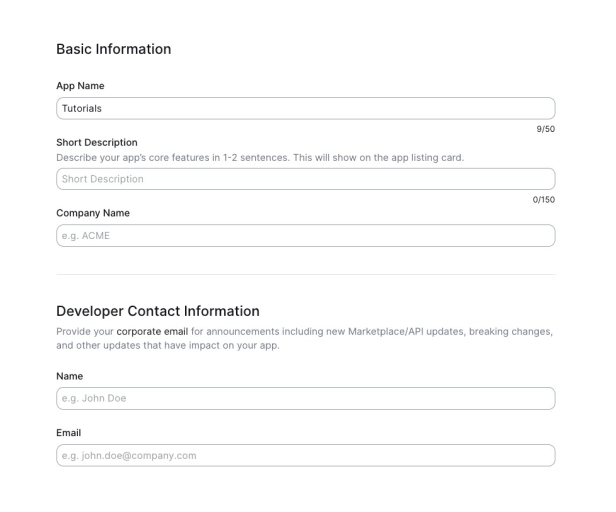 Basic Information
App Name
Tutorials
9/50
Short Description
Describe your app's core features in 1-2 sentences. This will show on the app listing card.
Short Description
0/150
Company Name
e.g. ACME
Developer Contact Information
Provide your corporate email for announcements including new Marketplace/API updates, breaking changes,
and other updates that have impact on your app.
Name
e.g. John Doe
Email
e.g. john.doe@company.com